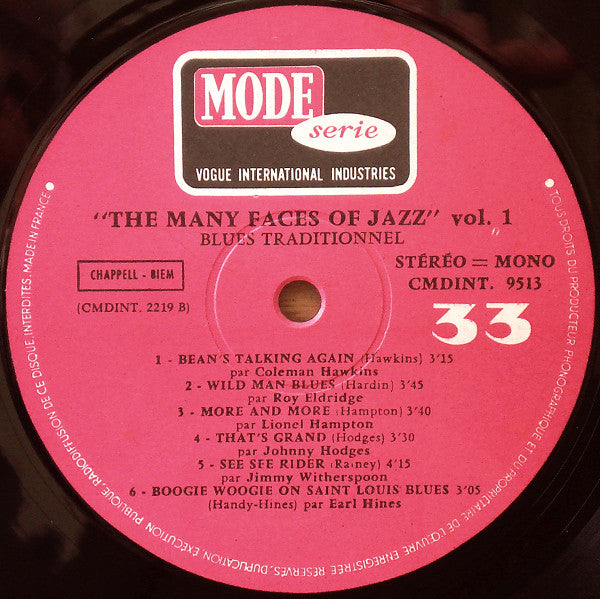 MODE
serie
VOGUE INTERNATIONAL INDUSTRIES
"THE MANY FACES OF JAZZ" vol. 1
BLUES TRADITIONNEL
CHAPPELL - BIEM
(CMDINT. 2219 B)
STÉRÉO = MONO
CMDINT. 9513
33
1 - BEAN'S TALKING AGAIN (Hawkins) 3'15
par Coleman Hawkins
2 - WILD MAN BLUES (Hardin) 3'45
par Roy Eldridge
3 - MORE AND MORE (Hampton) 3'40
par Lionel Hampton
4 - THAT'S GRAND (Hodges) 3'30
par Johnny Hodges
5 - SEE SEE RIDER (Rainey) 4'15
par Jimmy Witherspoon
6 - BOOGIE WOOGIE ON SAINT LOUIS BLUES 3'05
(Handy-Hines) par Earl Hines
TOUS DROITS DU PRODUCTEUR PHONOGRAPHIQUE ET DU PROPRIETAIRE DE L'ŒUVRE ENREGISTREE RESERVES. DUPLICATION EXÉCUTION PUBLIQUE, RADIODIFFUSION DE CE DISQUE INTERDITES. MADE IN FRANCE